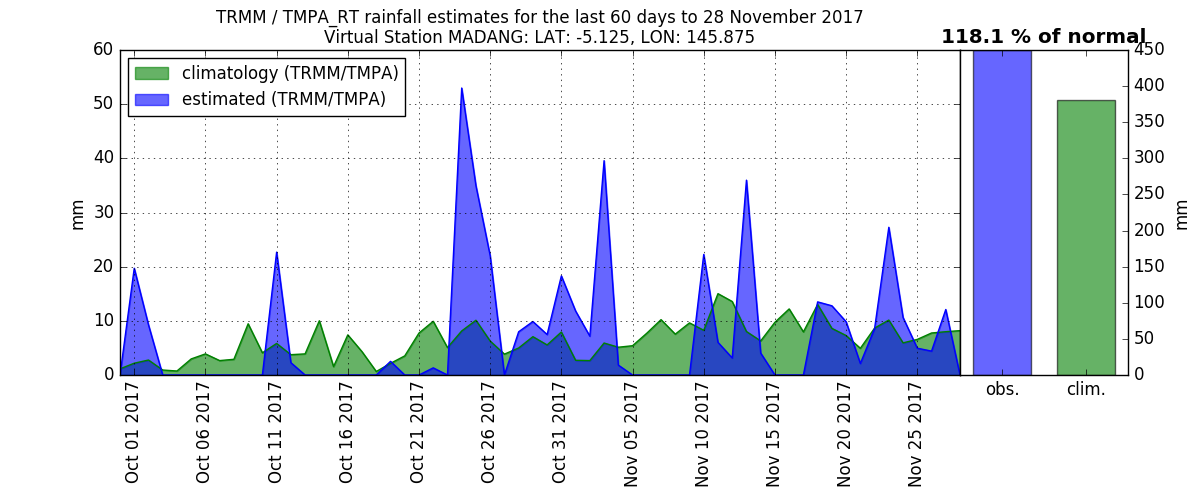 TRMM / TMPA_RT rainfall estimates for the last 60 days to 28 November 2017
Virtual Station MADANG: LAT: -5.125, LON: 145.875
118.1 % of normal
climatology (TRMM/TMPA)
estimated (TRMM/TMPA)
60
50
40
30
20
10
0
mm
Oct 01 2017
Oct 06 2017
Oct 11 2017
Oct 16 2017
Oct 21 2017
Oct 26 2017
Oct 31 2017
Nov 05 2017
Nov 10 2017
Nov 15 2017
Nov 20 2017
Nov 25 2017
obs.
clim.
450
400
350
300
250
200
150
100
50
0
mm